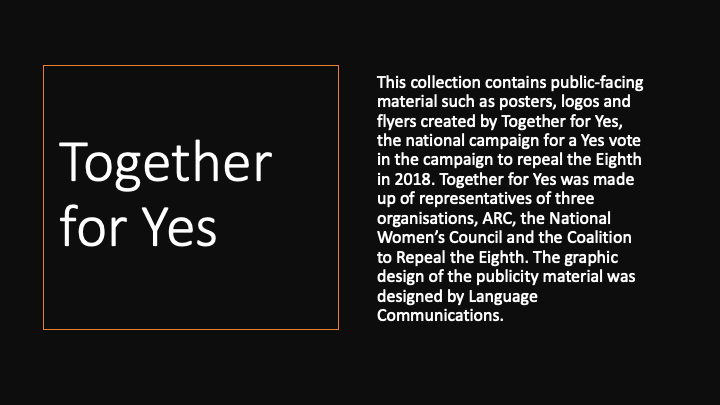 Together
for Yes
This collection contains public-facing
material such as posters, logos and
flyers created by Together for Yes,
the national campaign for a Yes vote
in the campaign to repeal the Eighth
in 2018. Together for Yes was made
up of representatives of three
organisations, ARC, the National
Women’s Council and the Coalition
to Repeal the Eighth. The graphic
design of the publicity material was
designed by Language
Communications.